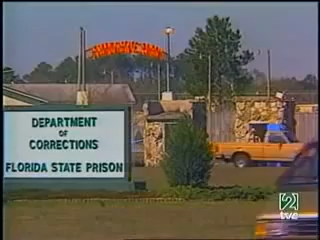 DEPARTMENT
OF
CORRECTIONS
FLORIDA STATE PRISON
2
tve